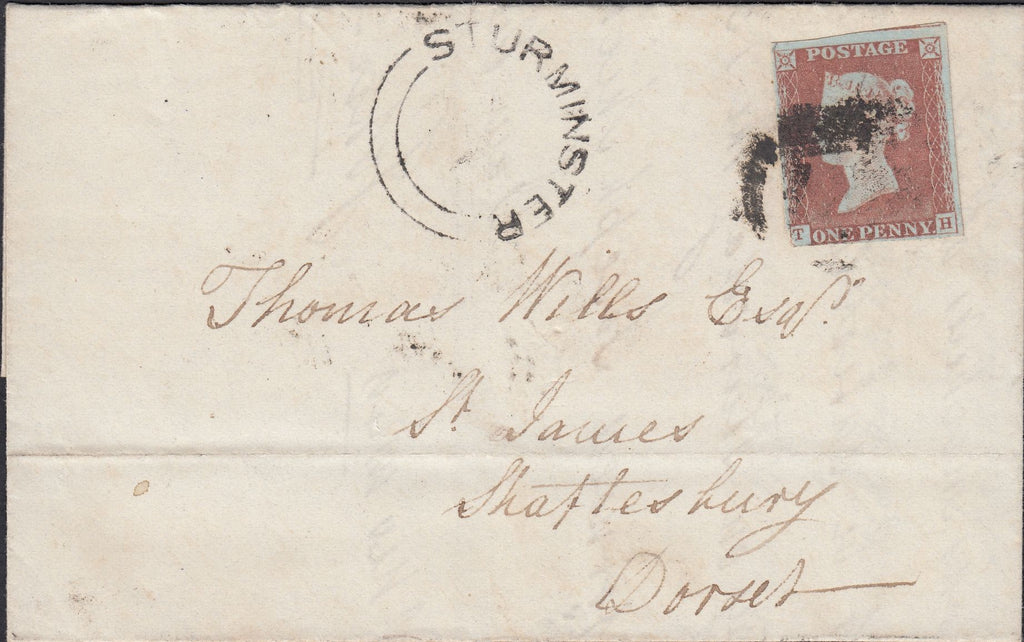 STURMINSTER
POSTAGE
T ONE PENNY H
Thomas Wills Esqr.
St. James
Shaftesbury
Dorset